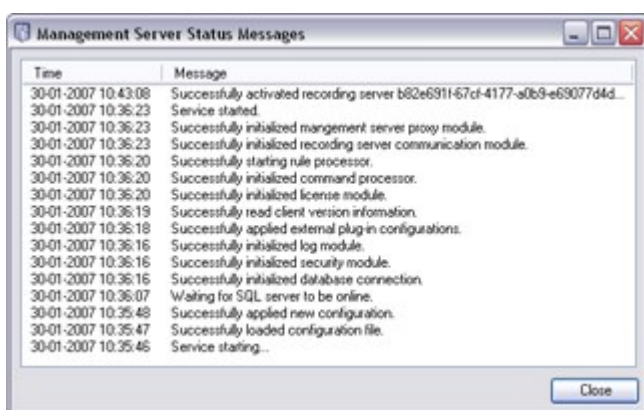 Management Server Status Messages
Time Message
30-01-2007 10:43:08 Successfully activated recording server b82e691f-67cf-4177-a0b9-e69077d4d...
30-01-2007 10:36:23 Service started.
30-01-2007 10:36:23 Successfully initialized mangement server proxy module.
30-01-2007 10:36:23 Successfully initialized recording server communication module.
30-01-2007 10:36:20 Successfully starting rule processor.
30-01-2007 10:36:20 Successfully initialized command processor.
30-01-2007 10:36:20 Successfully initialized license module.
30-01-2007 10:36:19 Successfully read client version information.
30-01-2007 10:36:18 Successfully applied external plug-in configurations.
30-01-2007 10:36:16 Successfully initialized log module.
30-01-2007 10:36:16 Successfully initialized security module.
30-01-2007 10:36:16 Successfully initialized database connection.
30-01-2007 10:36:07 Waiting for SQL server to be online.
30-01-2007 10:35:48 Successfully applied new configuration.
30-01-2007 10:35:47 Successfully loaded configuration file.
30-01-2007 10:35:46 Service starting...
Close